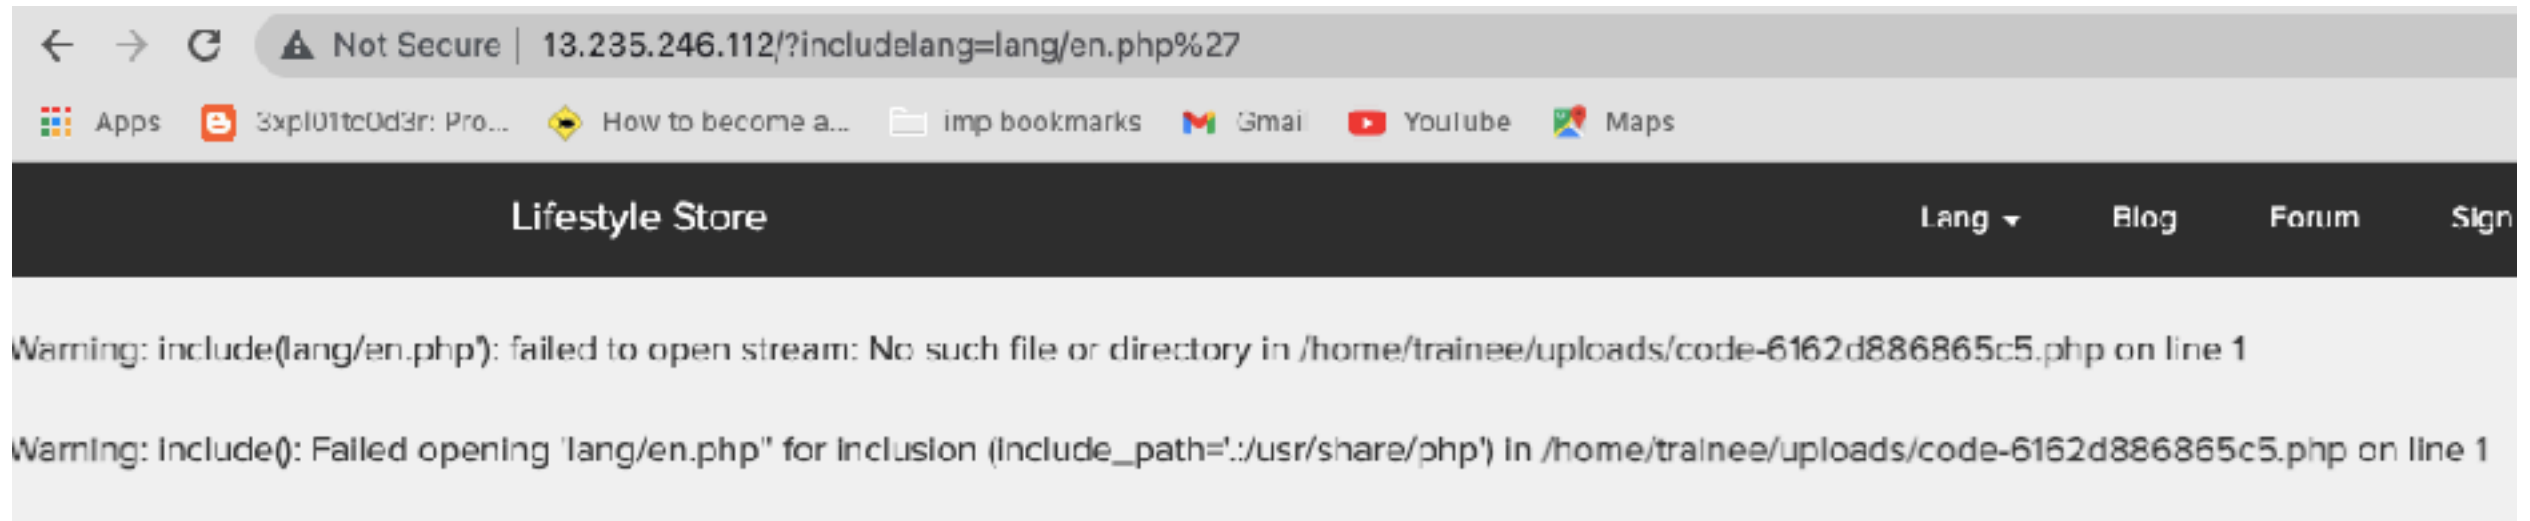 Not Secure | 13.235.246.112/?includelang=lang/en.php%27
Apps 3xpl01tc0d3r: Pro... How to become a... imp bookmarks Gmail YouTube Maps
Lifestyle Store Lang Blog Forum Sign
Warning: include(lang/en.php'): failed to open stream: No such file or directory in /home/trainee/uploads/code-6162d886865c5.php on line 1
Warning: include(): Failed opening 'lang/en.php'' for inclusion (include_path='.:/usr/share/php') in /home/trainee/uploads/code-6162d886865c5.php on line 1